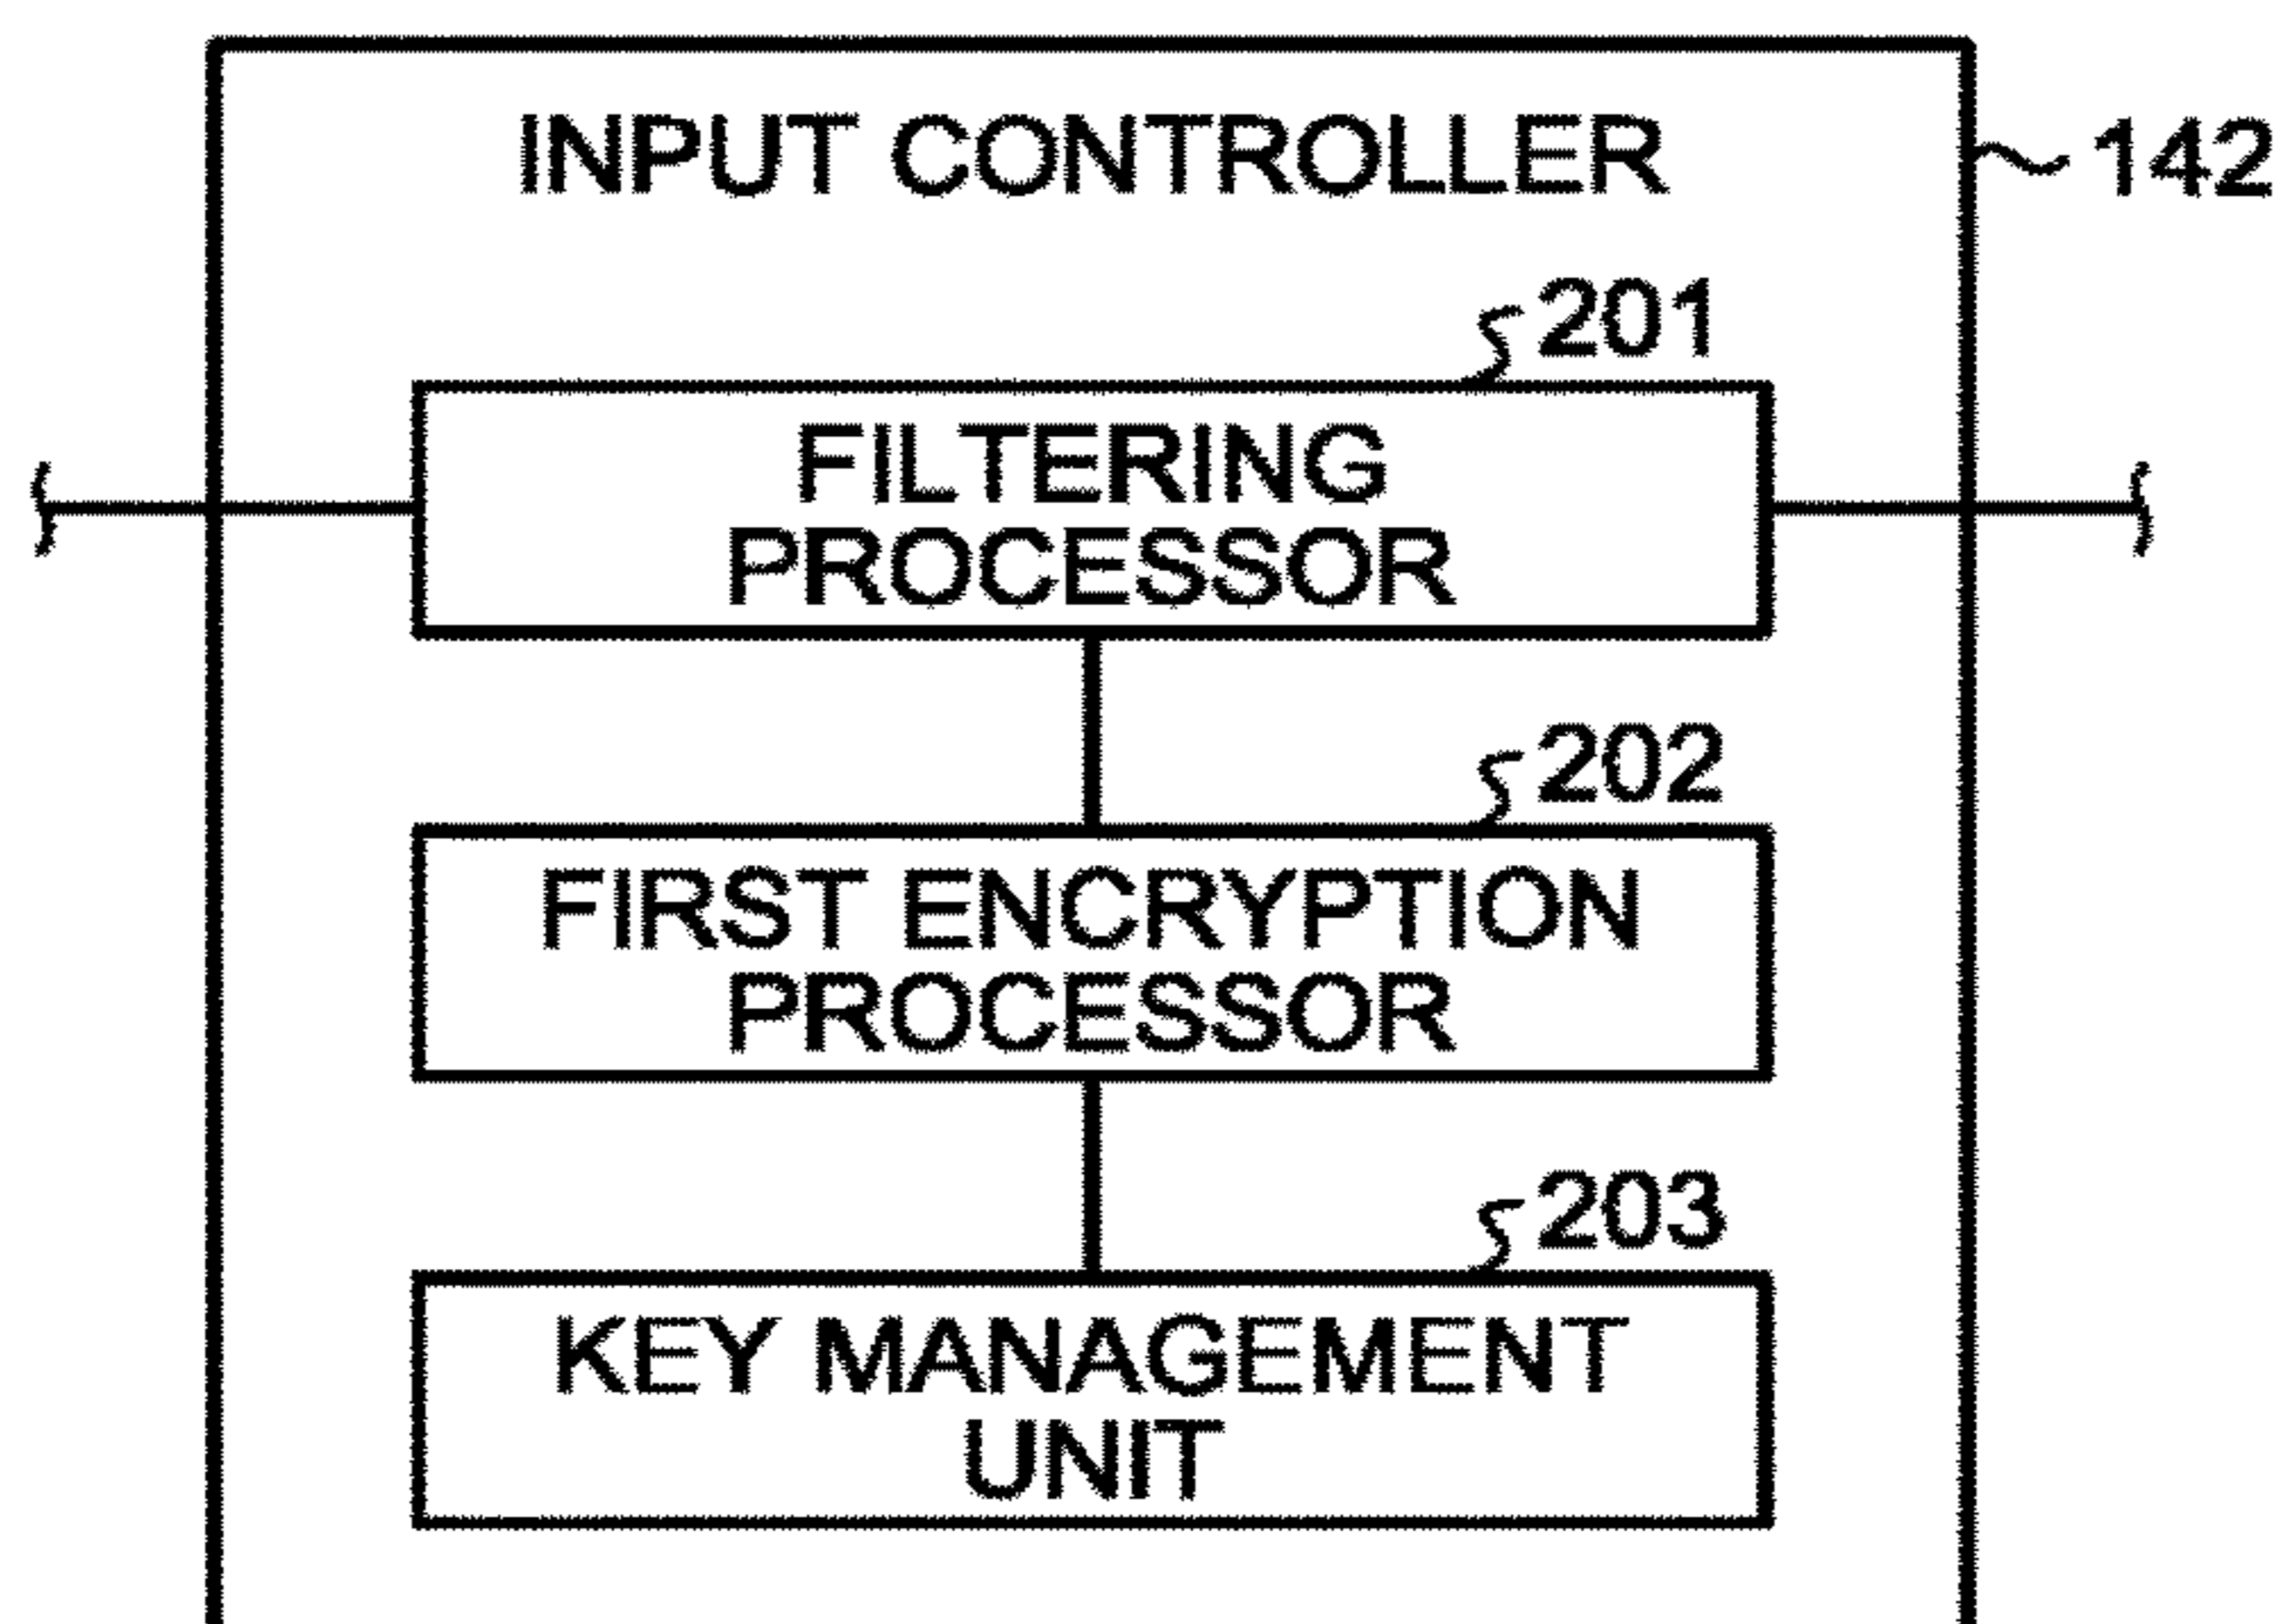 INPUT CONTROLLER
142
201
FILTERING
PROCESSOR
202
FIRST ENCRYPTION
PROCESSOR
203
KEY MANAGEMENT
UNIT